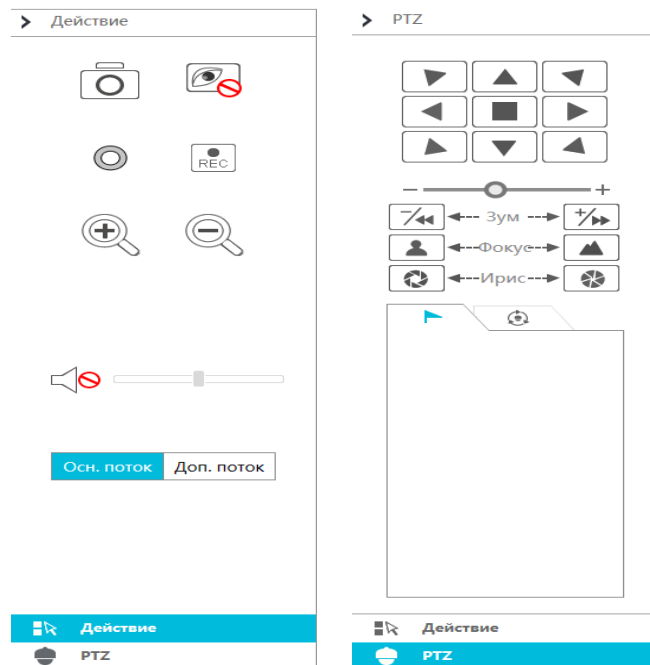 Действие
REC
Осн. поток Доп. поток
Действие
PTZ
PTZ
Зум
Фокус
Ирис
Действие
PTZ